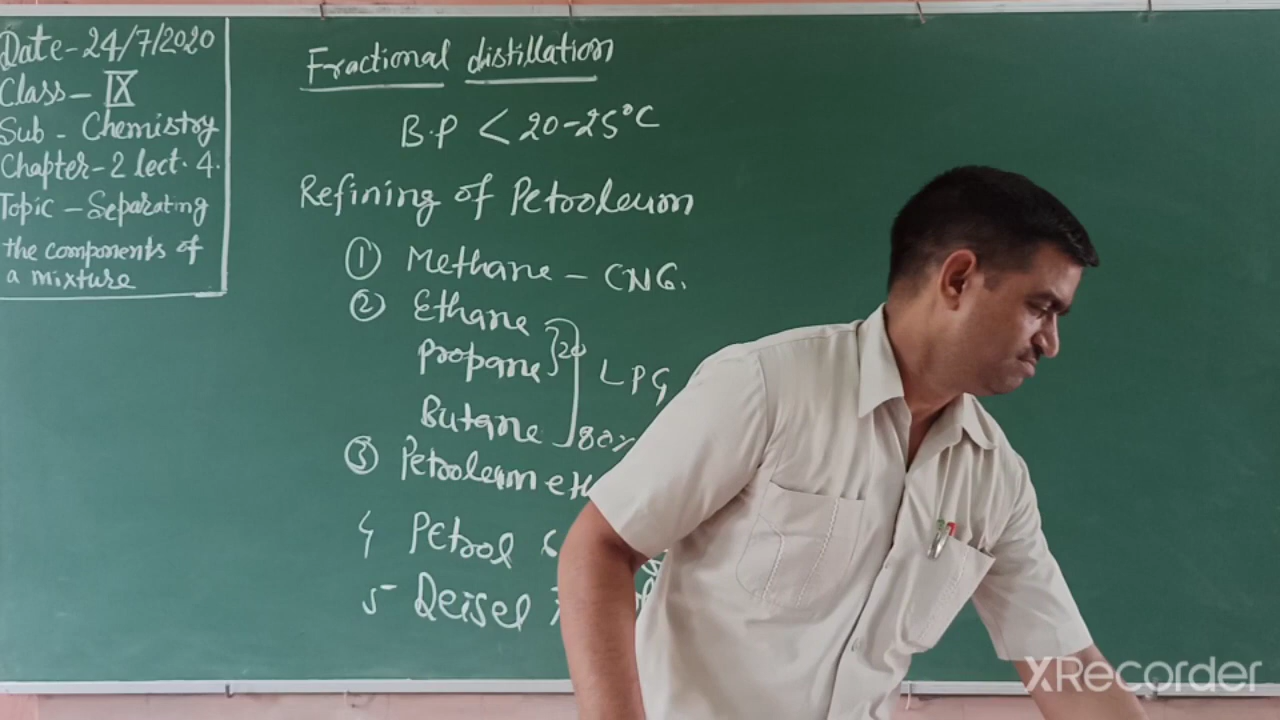 Date - 24/7/2020
Class - IX
Sub - Chemistry
Chapter - 2 lect. 4.
Topic - Separating
the components of
a mixture
Fractional distillation
B.P < 20-25°C
Refining of Petroleum
① Methane - CNG.
② Ethane
Propane } 20
LPG
Butane 80%
③ Petroleum eth
4 Petrol
5 Deisel
XRecorder